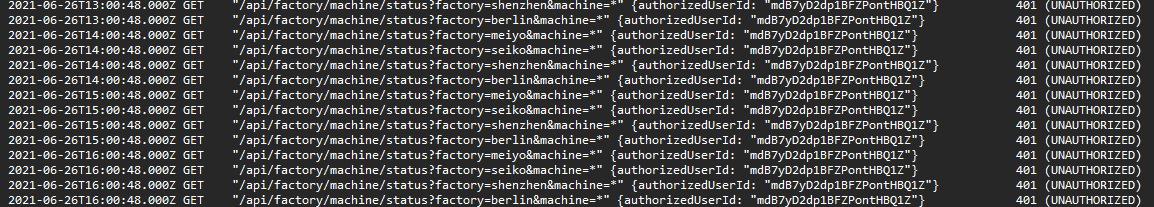 2021-06-26T13:00:48.000Z GET "/api/factory/machine/status?factory=shenzhen&machine=*" {authorizedUserId: "mdB7yD2dp1BFZPontHBQ1Z"} 401 (UNAUTHORIZED)
2021-06-26T13:00:48.000Z GET "/api/factory/machine/status?factory=berlin&machine=*" {authorizedUserId: "mdB7yD2dp1BFZPontHBQ1Z"} 401 (UNAUTHORIZED)
2021-06-26T14:00:48.000Z GET "/api/factory/machine/status?factory=meiyo&machine=*" {authorizedUserId: "mdB7yD2dp1BFZPontHBQ1Z"} 401 (UNAUTHORIZED)
2021-06-26T14:00:48.000Z GET "/api/factory/machine/status?factory=seiko&machine=*" {authorizedUserId: "mdB7yD2dp1BFZPontHBQ1Z"} 401 (UNAUTHORIZED)
2021-06-26T14:00:48.000Z GET "/api/factory/machine/status?factory=shenzhen&machine=*" {authorizedUserId: "mdB7yD2dp1BFZPontHBQ1Z"} 401 (UNAUTHORIZED)
2021-06-26T14:00:48.000Z GET "/api/factory/machine/status?factory=berlin&machine=*" {authorizedUserId: "mdB7yD2dp1BFZPontHBQ1Z"} 401 (UNAUTHORIZED)
2021-06-26T15:00:48.000Z GET "/api/factory/machine/status?factory=meiyo&machine=*" {authorizedUserId: "mdB7yD2dp1BFZPontHBQ1Z"} 401 (UNAUTHORIZED)
2021-06-26T15:00:48.000Z GET "/api/factory/machine/status?factory=seiko&machine=*" {authorizedUserId: "mdB7yD2dp1BFZPontHBQ1Z"} 401 (UNAUTHORIZED)
2021-06-26T15:00:48.000Z GET "/api/factory/machine/status?factory=shenzhen&machine=*" {authorizedUserId: "mdB7yD2dp1BFZPontHBQ1Z"} 401 (UNAUTHORIZED)
2021-06-26T15:00:48.000Z GET "/api/factory/machine/status?factory=berlin&machine=*" {authorizedUserId: "mdB7yD2dp1BFZPontHBQ1Z"} 401 (UNAUTHORIZED)
2021-06-26T16:00:48.000Z GET "/api/factory/machine/status?factory=meiyo&machine=*" {authorizedUserId: "mdB7yD2dp1BFZPontHBQ1Z"} 401 (UNAUTHORIZED)
2021-06-26T16:00:48.000Z GET "/api/factory/machine/status?factory=seiko&machine=*" {authorizedUserId: "mdB7yD2dp1BFZPontHBQ1Z"} 401 (UNAUTHORIZED)
2021-06-26T16:00:48.000Z GET "/api/factory/machine/status?factory=shenzhen&machine=*" {authorizedUserId: "mdB7yD2dp1BFZPontHBQ1Z"} 401 (UNAUTHORIZED)
2021-06-26T16:00:48.000Z GET "/api/factory/machine/status?factory=berlin&machine=*" {authorizedUserId: "mdB7yD2dp1BFZPontHBQ1Z"} 401 (UNAUTHORIZED)